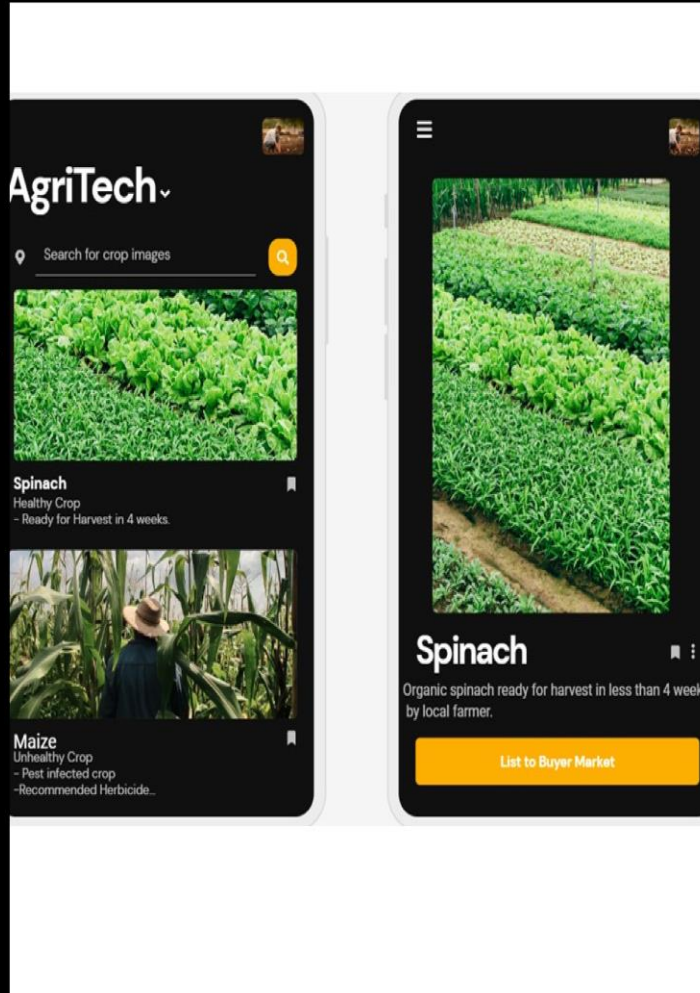 AgriTech
Search for crop images
Spinach
Healthy Crop
- Ready for Harvest in 4 weeks.
Maize
Unhealthy Crop
- Pest infected crop
-Recommended Herbicide...
Spinach
Organic spinach ready for harvest in less than 4 week
by local farmer.
List to Buyer Market